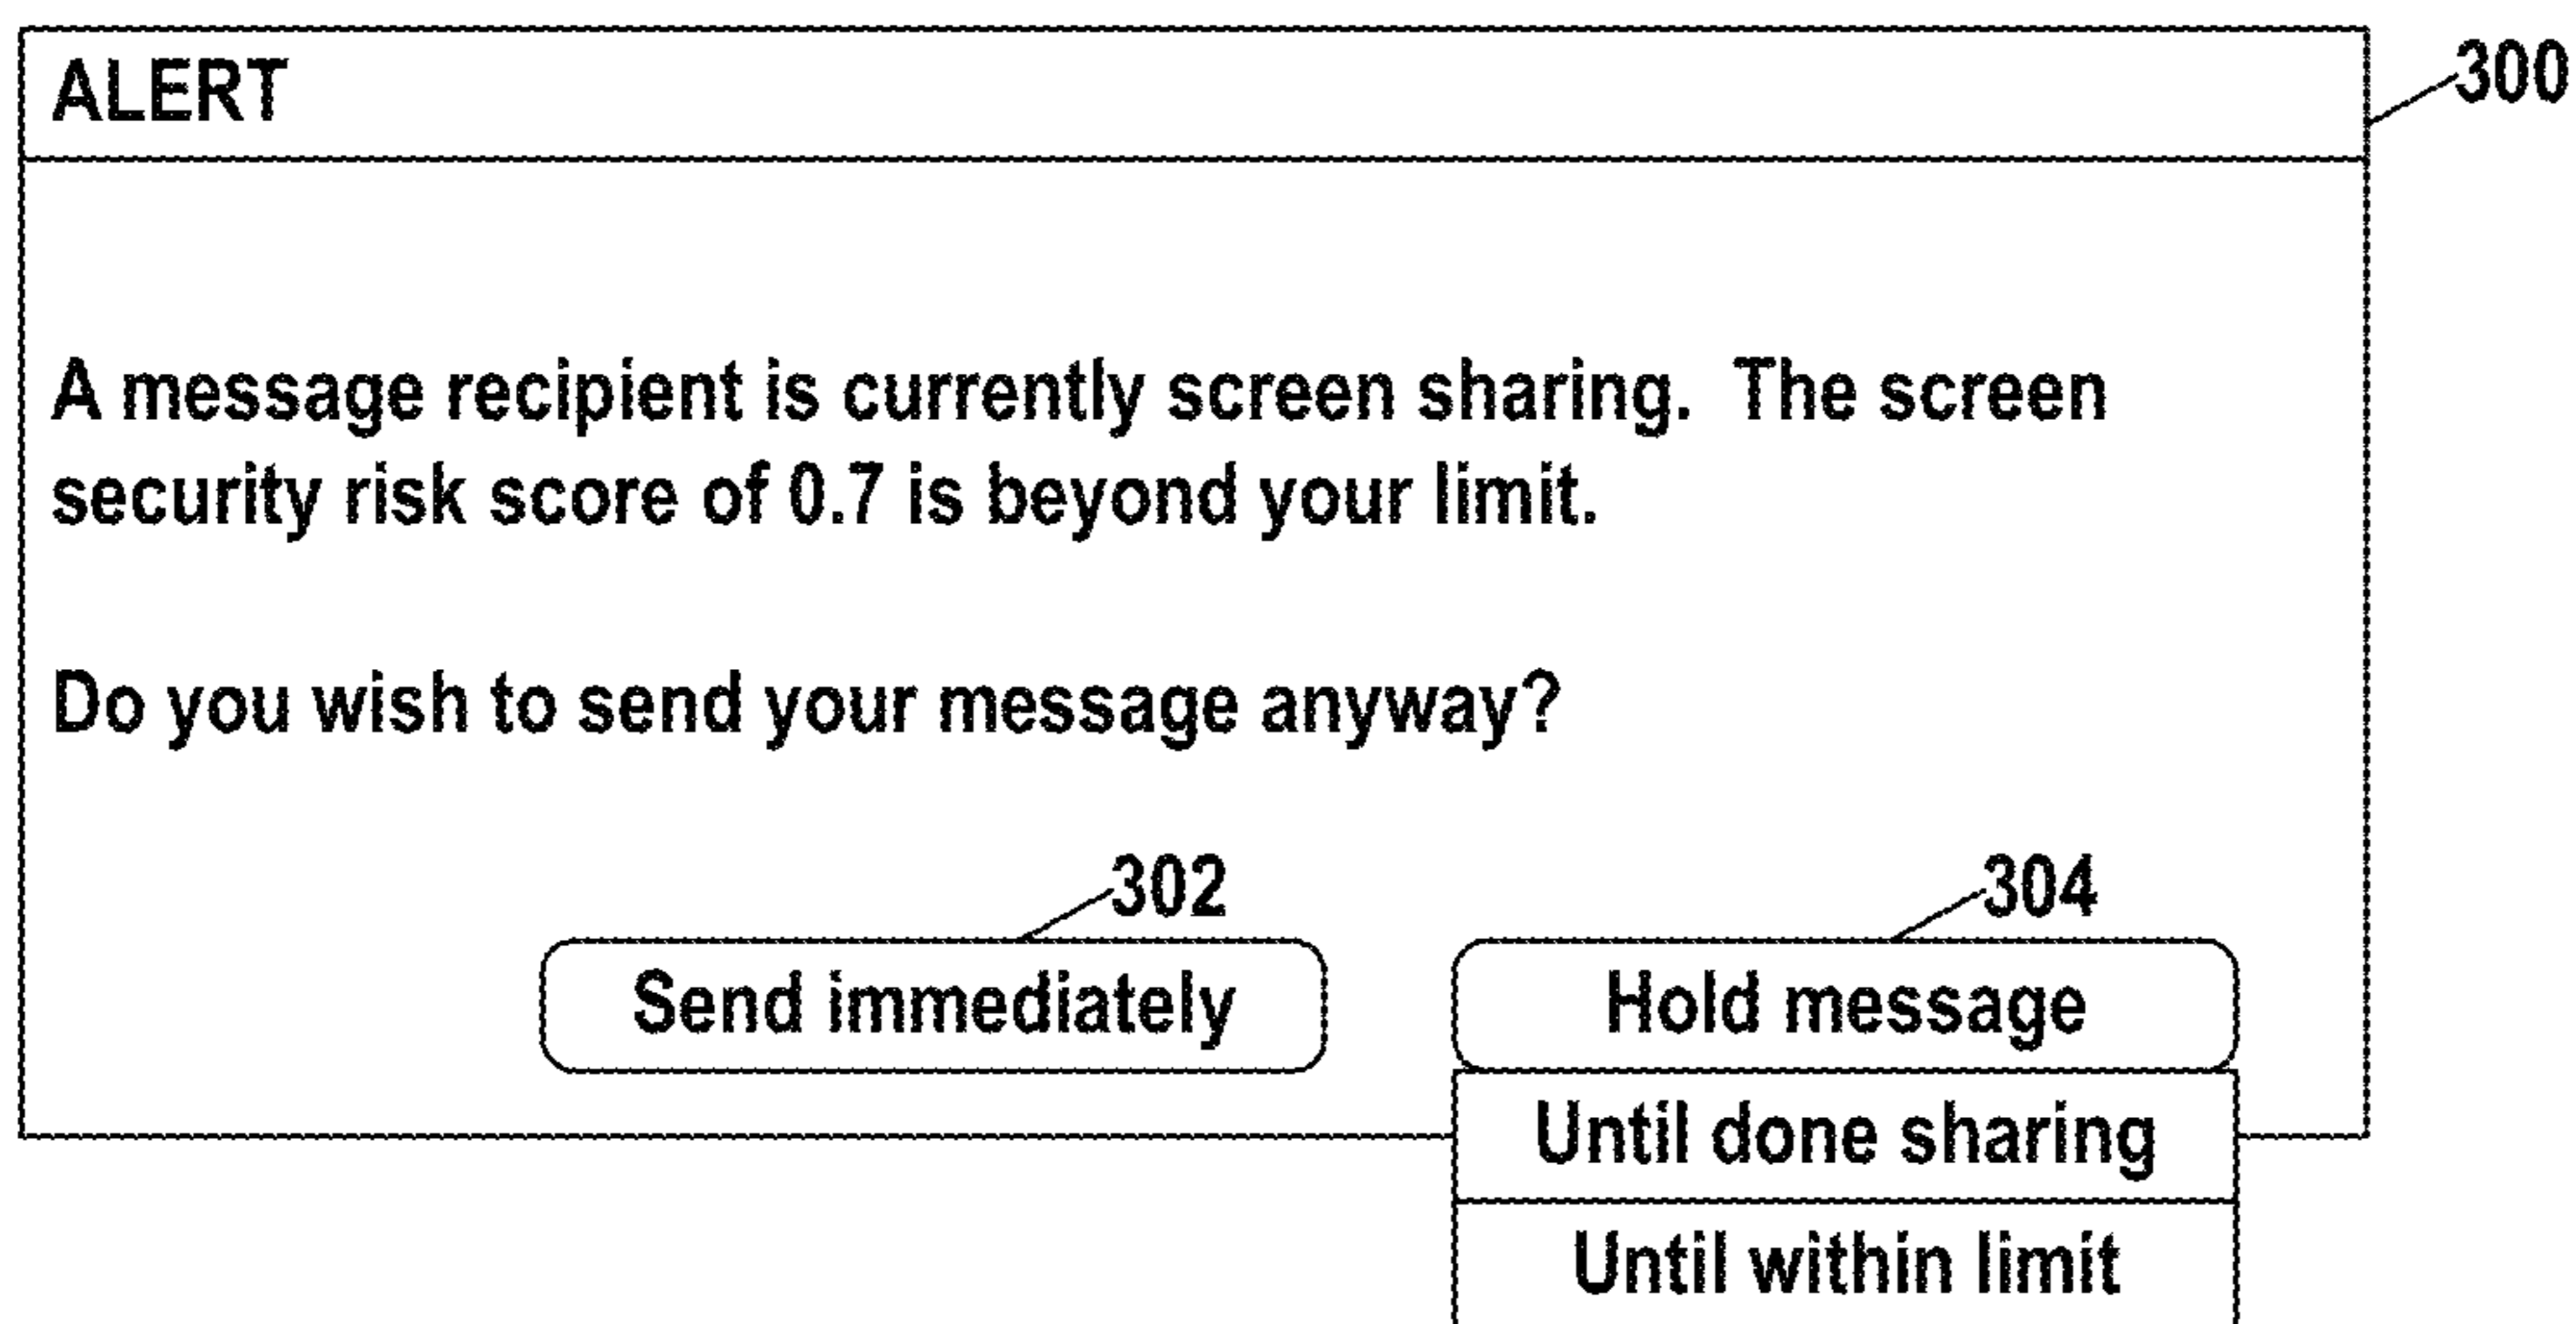 ALERT
300
A message recipient is currently screen sharing.  The screen
security risk score of 0.7 is beyond your limit.
Do you wish to send your message anyway?
302
304
Send immediately
Hold message
Until done sharing
Until within limit